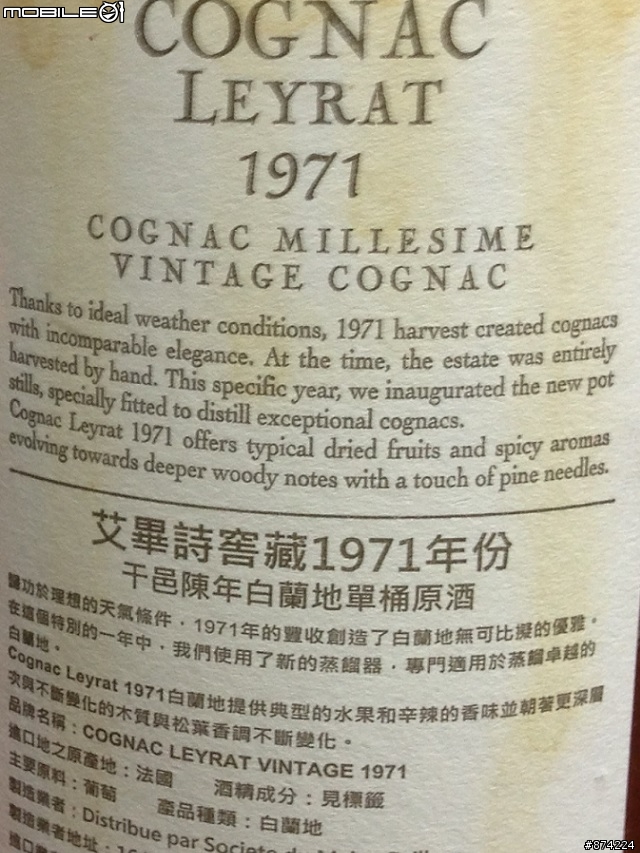 MOBILE01
COGNAC
LEYRAT
1971
COGNAC MILLESIME
VINTAGE COGNAC
Thanks to ideal weather conditions, 1971 harvest created cognacs
with incomparable elegance. At the time, the estate was entirely
harvested by hand. This specific year, we inaugurated the new pot
stills, specially fitted to distill exceptional cognacs.
Cognac Leyrat 1971 offers typical dried fruits and spicy aromas
evolving towards deeper woody notes with a touch of pine needles.
艾畢詩窖藏1971年份
干邑陳年白蘭地單桶原酒
歸功於理想的天氣條件，1971年的豐收創造了白蘭地無可比擬的優雅。
在這個特別的一年中，我們使用了新的蒸餾器，專門適用於蒸餾卓越的
白蘭地。
Cognac Leyrat 1971白蘭地提供典型的水果和辛辣的香味並朝著更深層
次與不斷變化的木質與松葉香調不斷變化。
品牌名稱：COGNAC LEYRAT VINTAGE 1971
進口地之原產地：法國 酒精成分：見標籤
主要原料：葡萄 產品種類：白蘭地
製造業者：Distribue par Societe
製造業者地址：
#874224